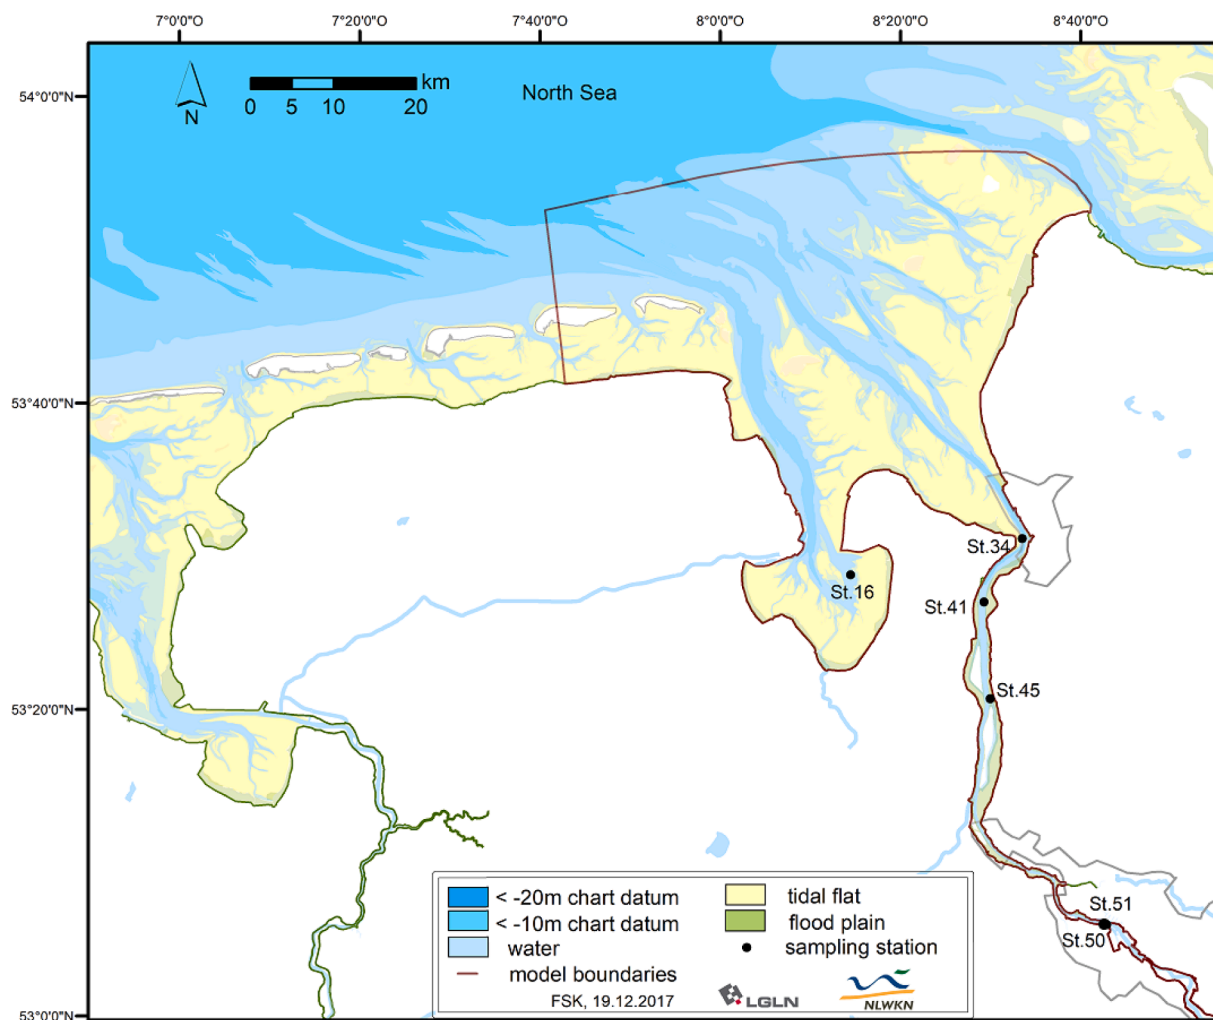 7°0'0"O 7°20'0"O 7°40'0"O 8°0'0"O 8°20'0"O 8°40'0"O
54°0'0"N
km
0 5 10 20
N
North Sea
53°40'0"N
St.34
St.16
St.41
St.45
53°20'0"N
St.51
St.50
< -20m chart datum
< -10m chart datum
water
model boundaries
tidal flat
flood plain
sampling station
FSK, 19.12.2017
LGLN
NLWKN
53°0'0"N